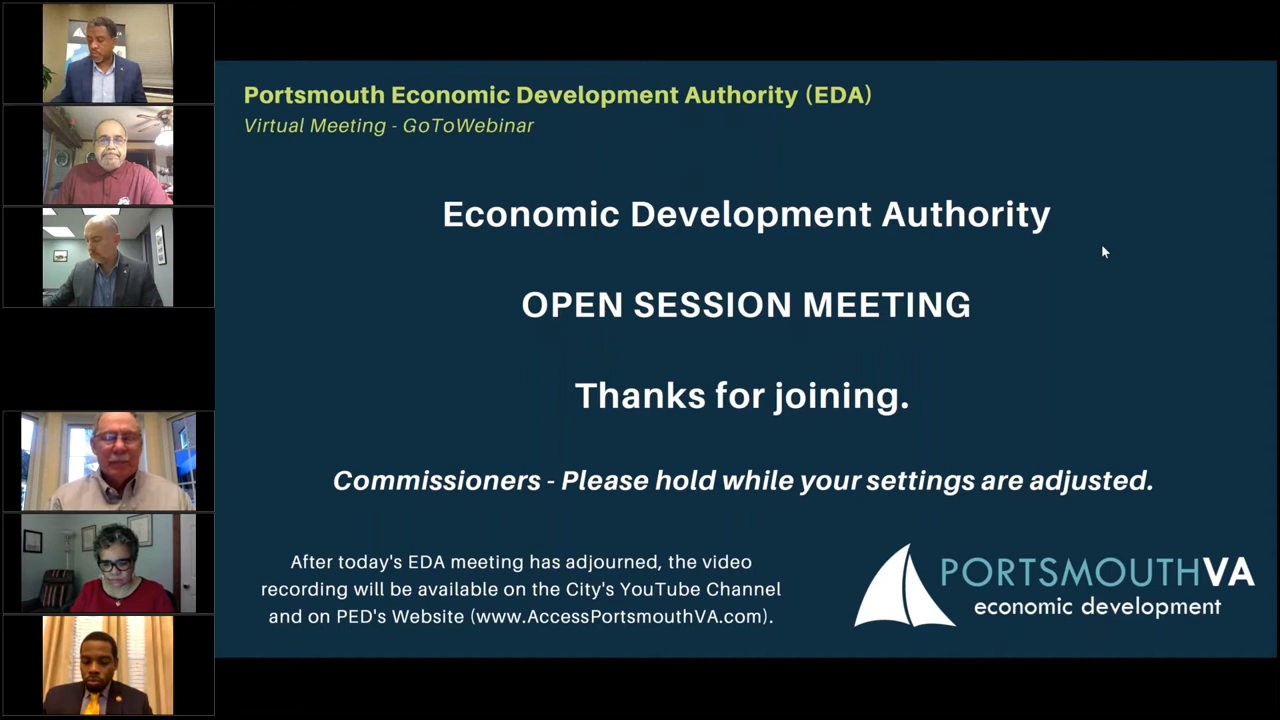 Portsmouth Economic Development Authority (EDA)
Virtual Meeting - GoToWebinar
Economic Development Authority
OPEN SESSION MEETING
Thanks for joining.
Commissioners - Please hold while your settings are adjusted.
After today's EDA meeting has adjourned, the video
recording will be available on the City's YouTube Channel
and on PED's Website (www.AccessPortsmouthVA.com).
PORTSMOUTHVA
economic development